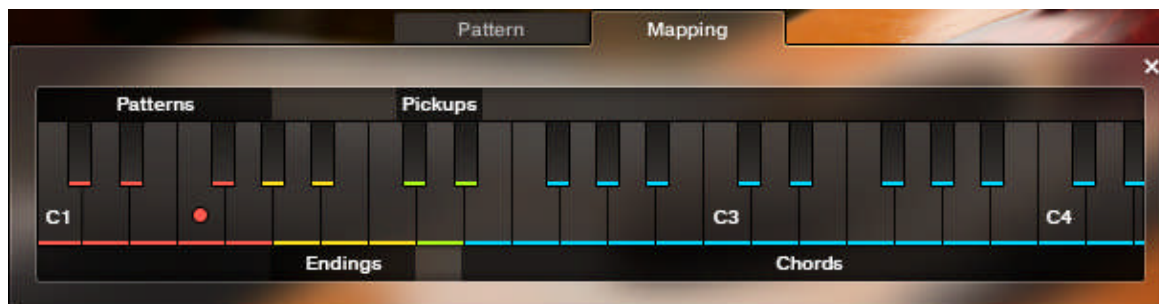 Pattern Mapping
×
Patterns Pickups
C1 C3 C4
Endings Chords